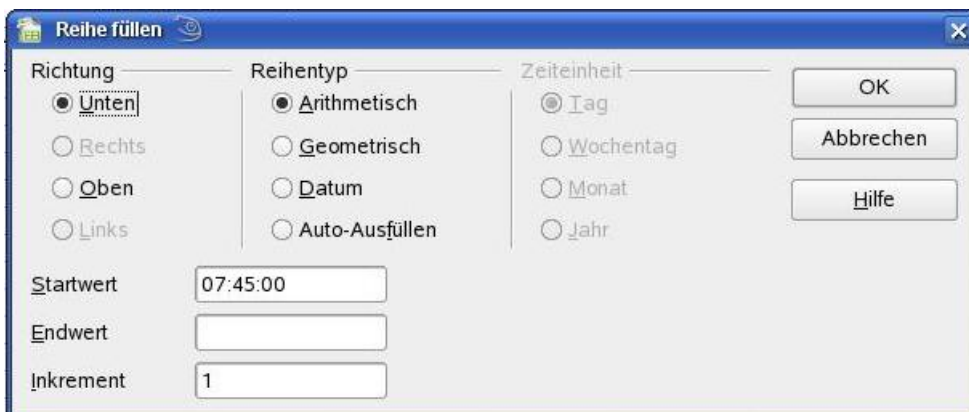 Reihe füllen
Richtung
Unten
Rechts
Oben
Links
Reihentyp
Arithmetisch
Geometrisch
Datum
Auto-Ausfüllen
Zeiteinheit
Tag
Wochentag
Monat
Jahr
OK
Abbrechen
Hilfe
Startwert 07:45:00
Endwert
Inkrement 1